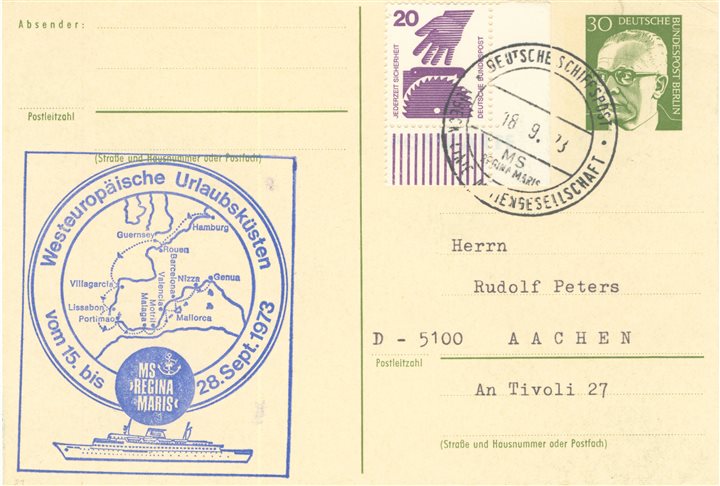 Absender:
Postleitzahl
(Straße und Hausnummer oder Postfach)
Westeuropäische Urlaubsküsten
vom 15. bis 28. Sept. 1973
Hamburg
Guernsey
Rouen
Villagarcia
Lissabon
Portimao
Malaga
Motril
Valencia
Barcelona
Nizza
Genua
Mallorca
MS
REGINA
MARIS
20
JEDERZEIT SICHERHEIT
DEUTSCHE BUNDESPOST
30
DEUTSCHE
BUNDESPOST BERLIN
DEUTSCHE SCHIFFSPOST
18.9.73
MS
REGINA MARIS
LINIE
Herrn
Rudolf Peters
D - 5100 AACHEN
Postleitzahl
An Tivoli 27
(Straße und Hausnummer oder Postfach)